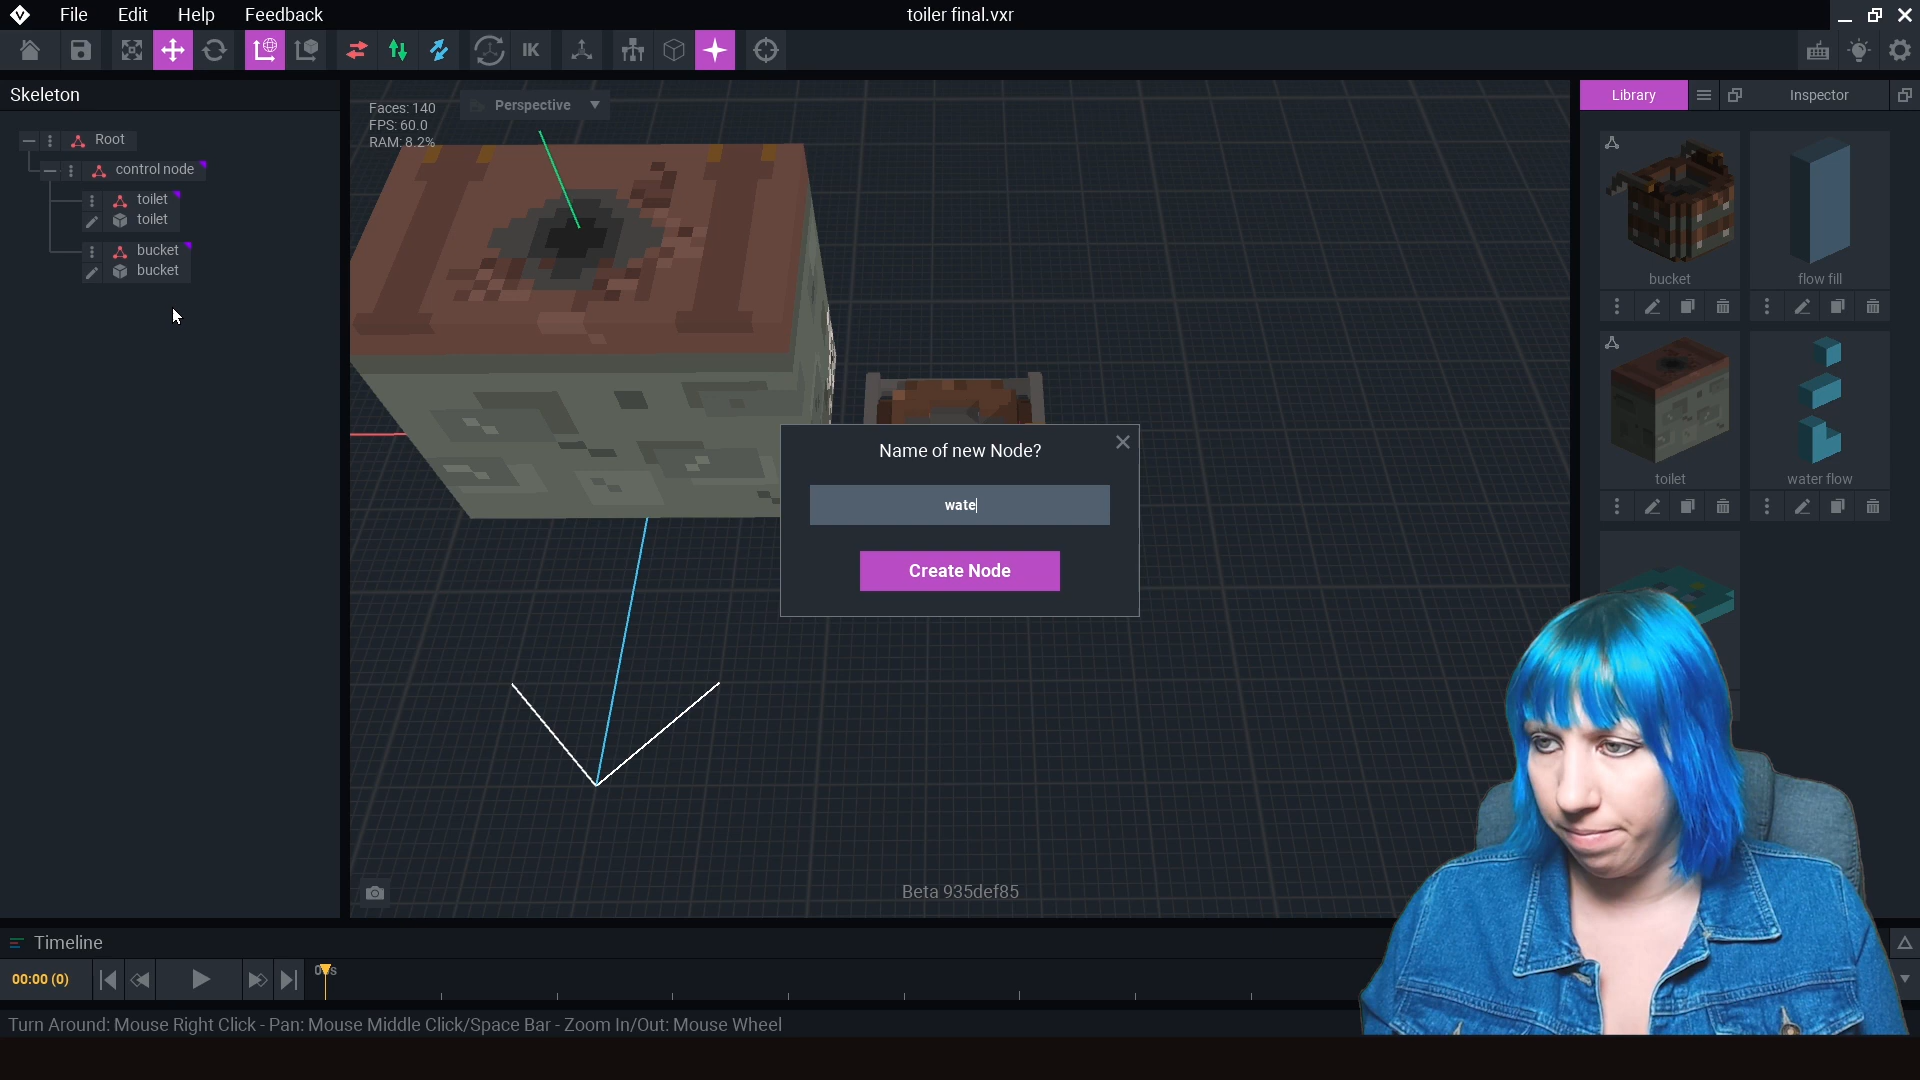 File Edit Help Feedback
toiler final.vxr
IK
Skeleton
Root
control node
toilet
toilet
bucket
bucket
Faces: 140
FPS: 60.0
RAM: 8.2%
Perspective
Library
Inspector
bucket
flow fill
toilet
water flow
Name of new Node?
wate
Create Node
Beta 935def85
Timeline
00:00 (0)
Turn Around: Mouse Right Click - Pan: Mouse Middle Click/Space Bar - Zoom In/Out: Mouse Wheel